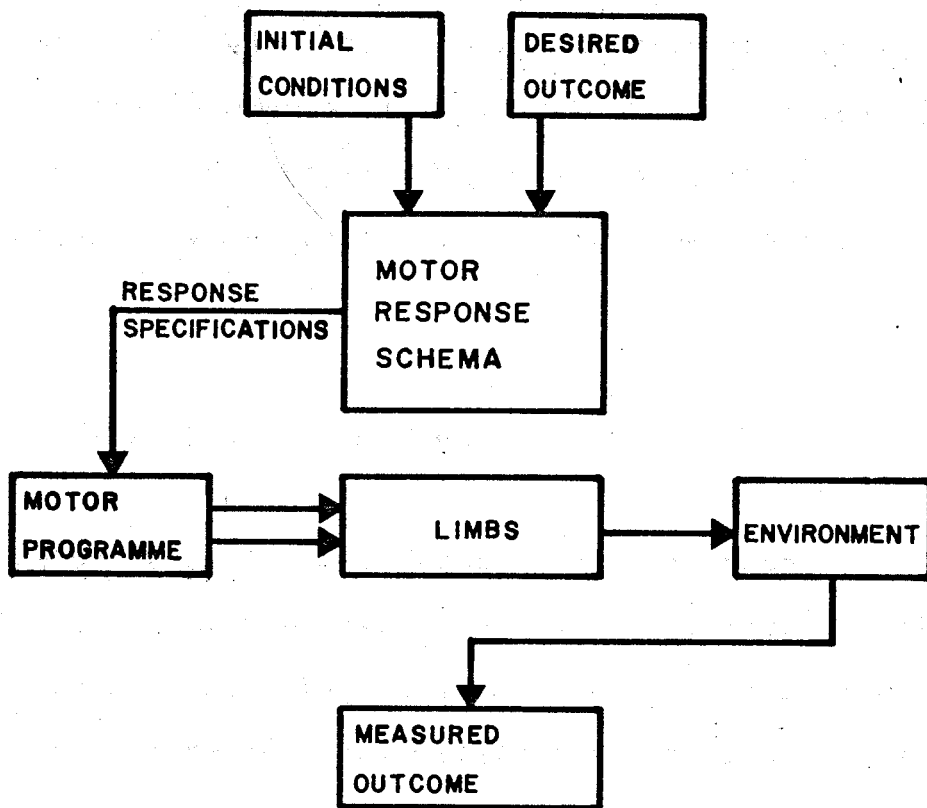 INITIAL
CONDITIONS
DESIRED
OUTCOME
MOTOR
RESPONSE
SCHEMA
RESPONSE
SPECIFICATIONS
MOTOR
PROGRAMME
LIMBS
ENVIRONMENT
MEASURED
OUTCOME